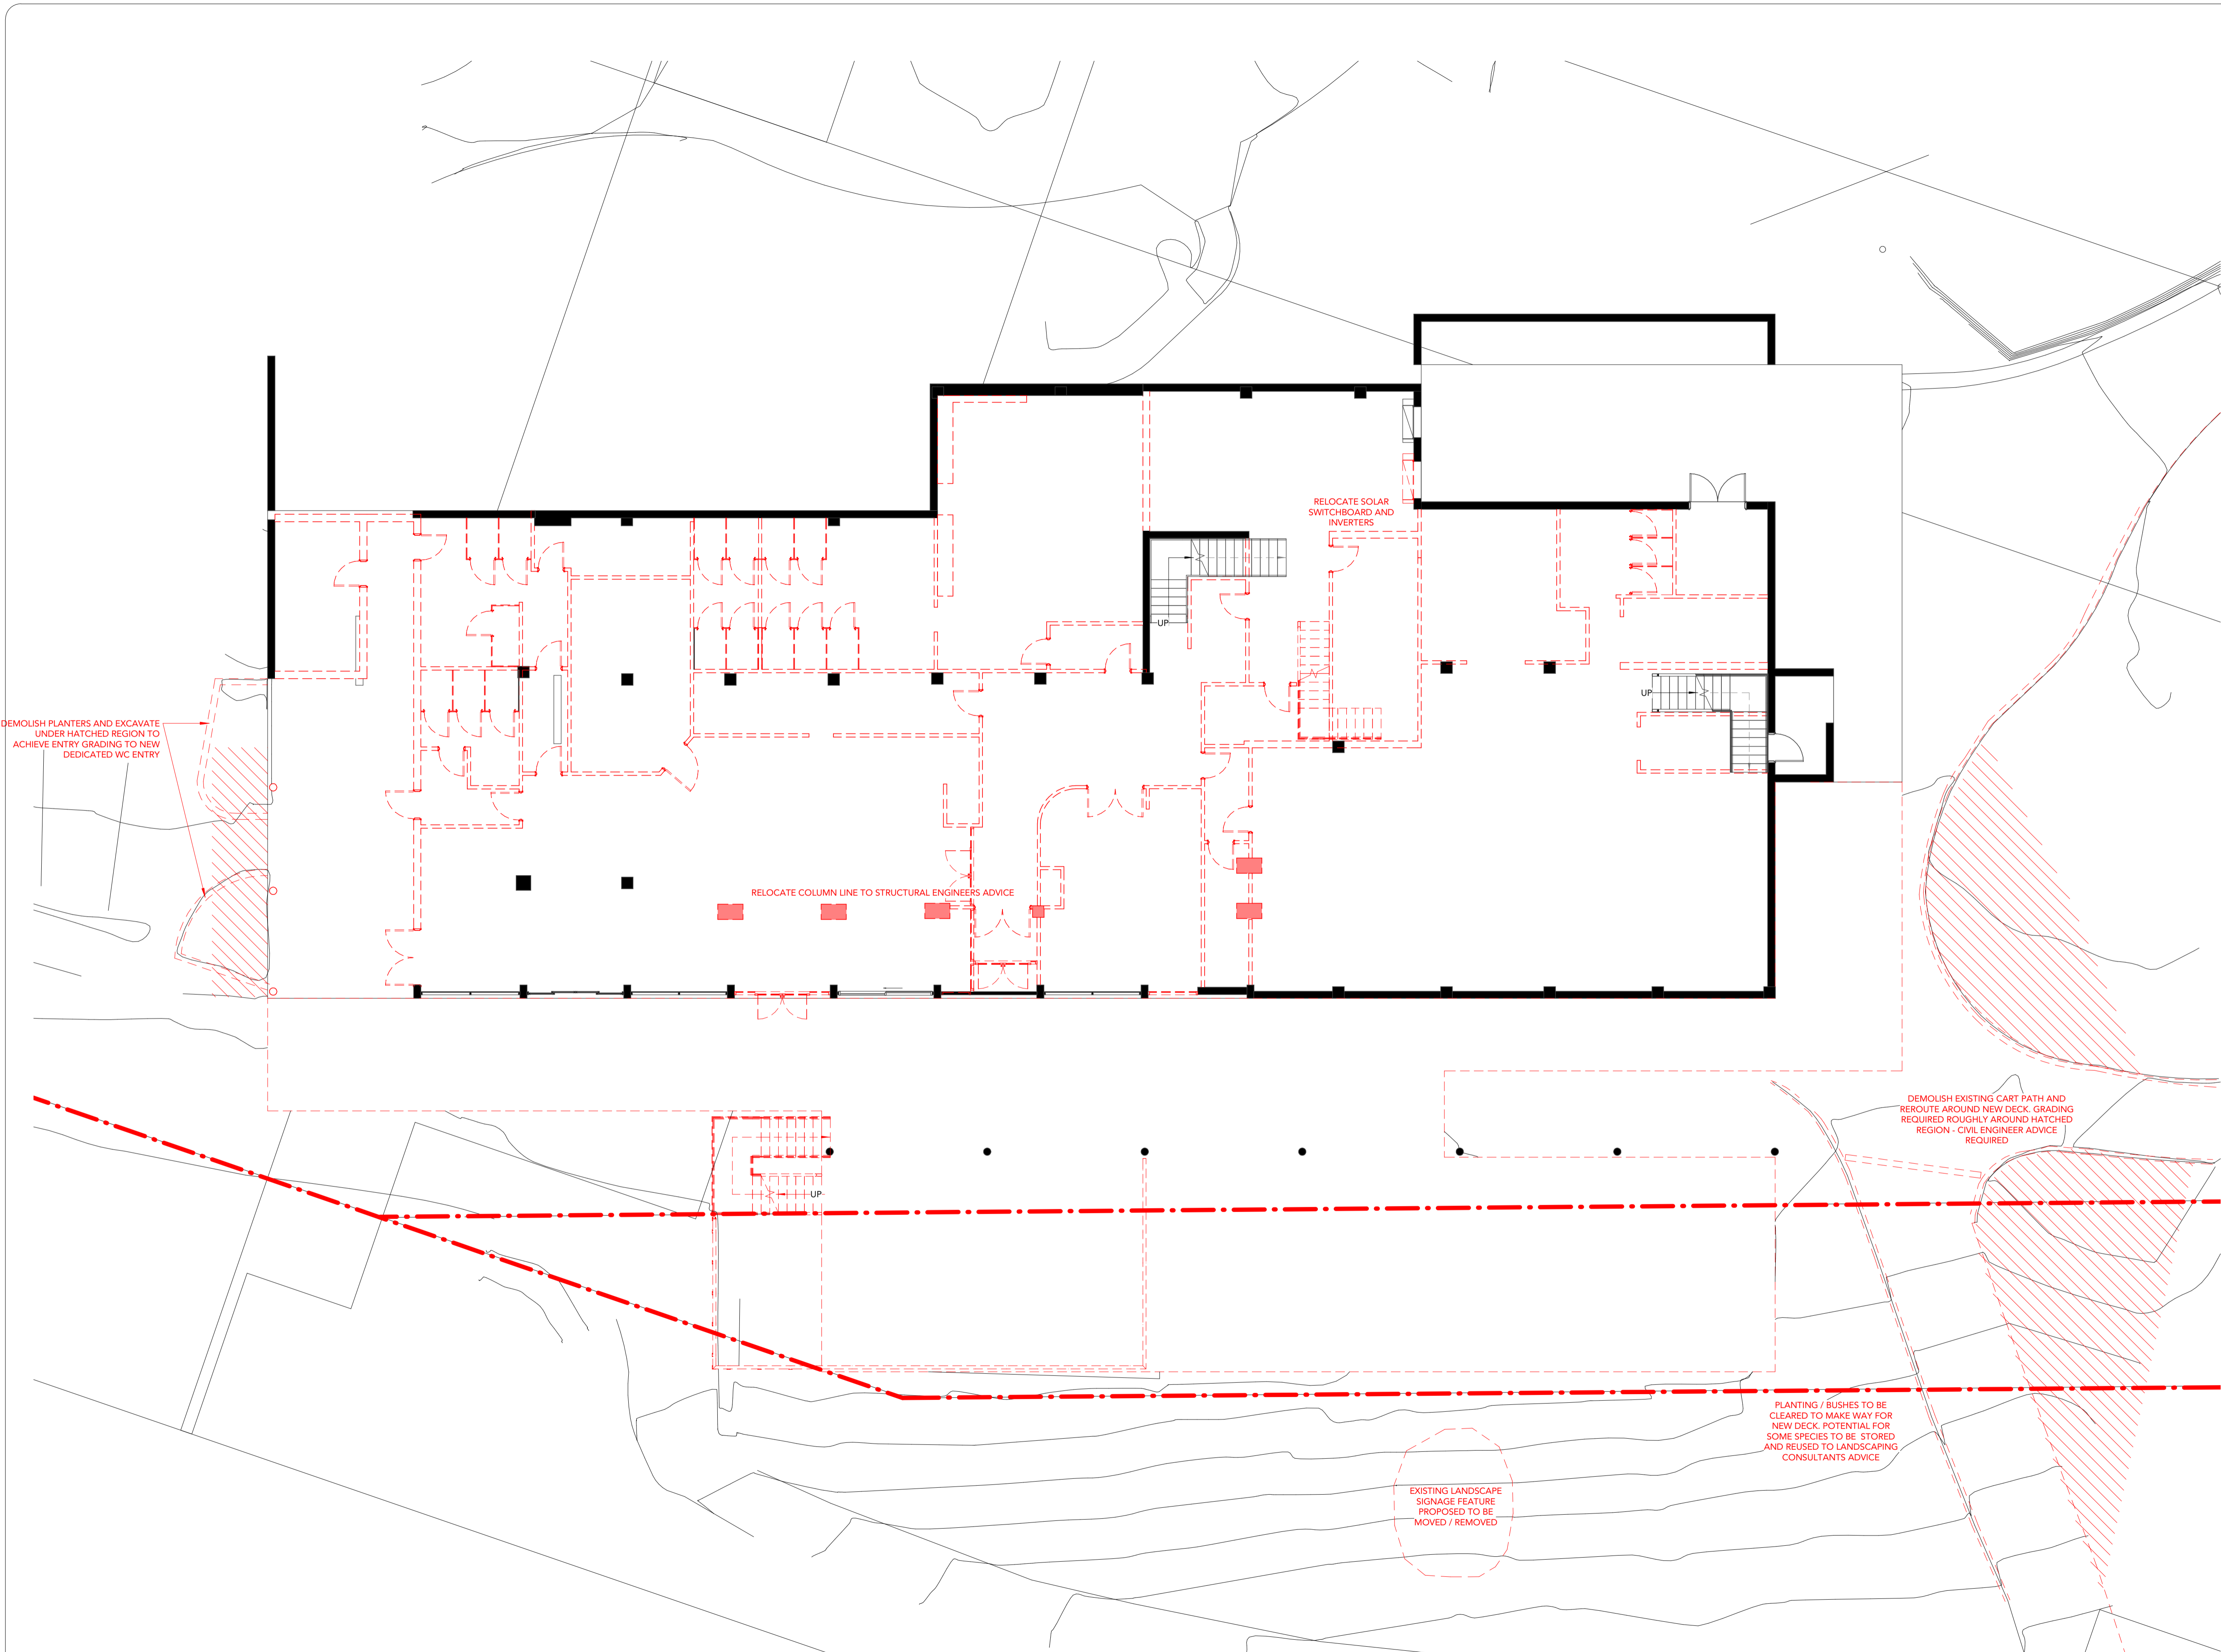 RELOCATE SOLAR
SWITCHBOARD AND
INVERTERS
UP
UP
DEMOLISH PLANTERS AND EXCAVATE
UNDER HATCHED REGION TO
ACHIEVE ENTRY GRADING TO NEW
DEDICATED WC ENTRY
RELOCATE COLUMN LINE TO STRUCTURAL ENGINEERS ADVICE
DEMOLISH EXISTING CART PATH AND
REROUTE AROUND NEW DECK. GRADING
REQUIRED ROUGHLY AROUND HATCHED
REGION - CIVIL ENGINEER ADVICE
REQUIRED
UP
PLANTING / BUSHES TO BE
CLEARED TO MAKE WAY FOR
NEW DECK. POTENTIAL FOR
SOME SPECIES TO BE STORED
AND REUSED TO LANDSCAPING
CONSULTANTS ADVICE
EXISTING LANDSCAPE
SIGNAGE FEATURE
PROPOSED TO BE
MOVED / REMOVED